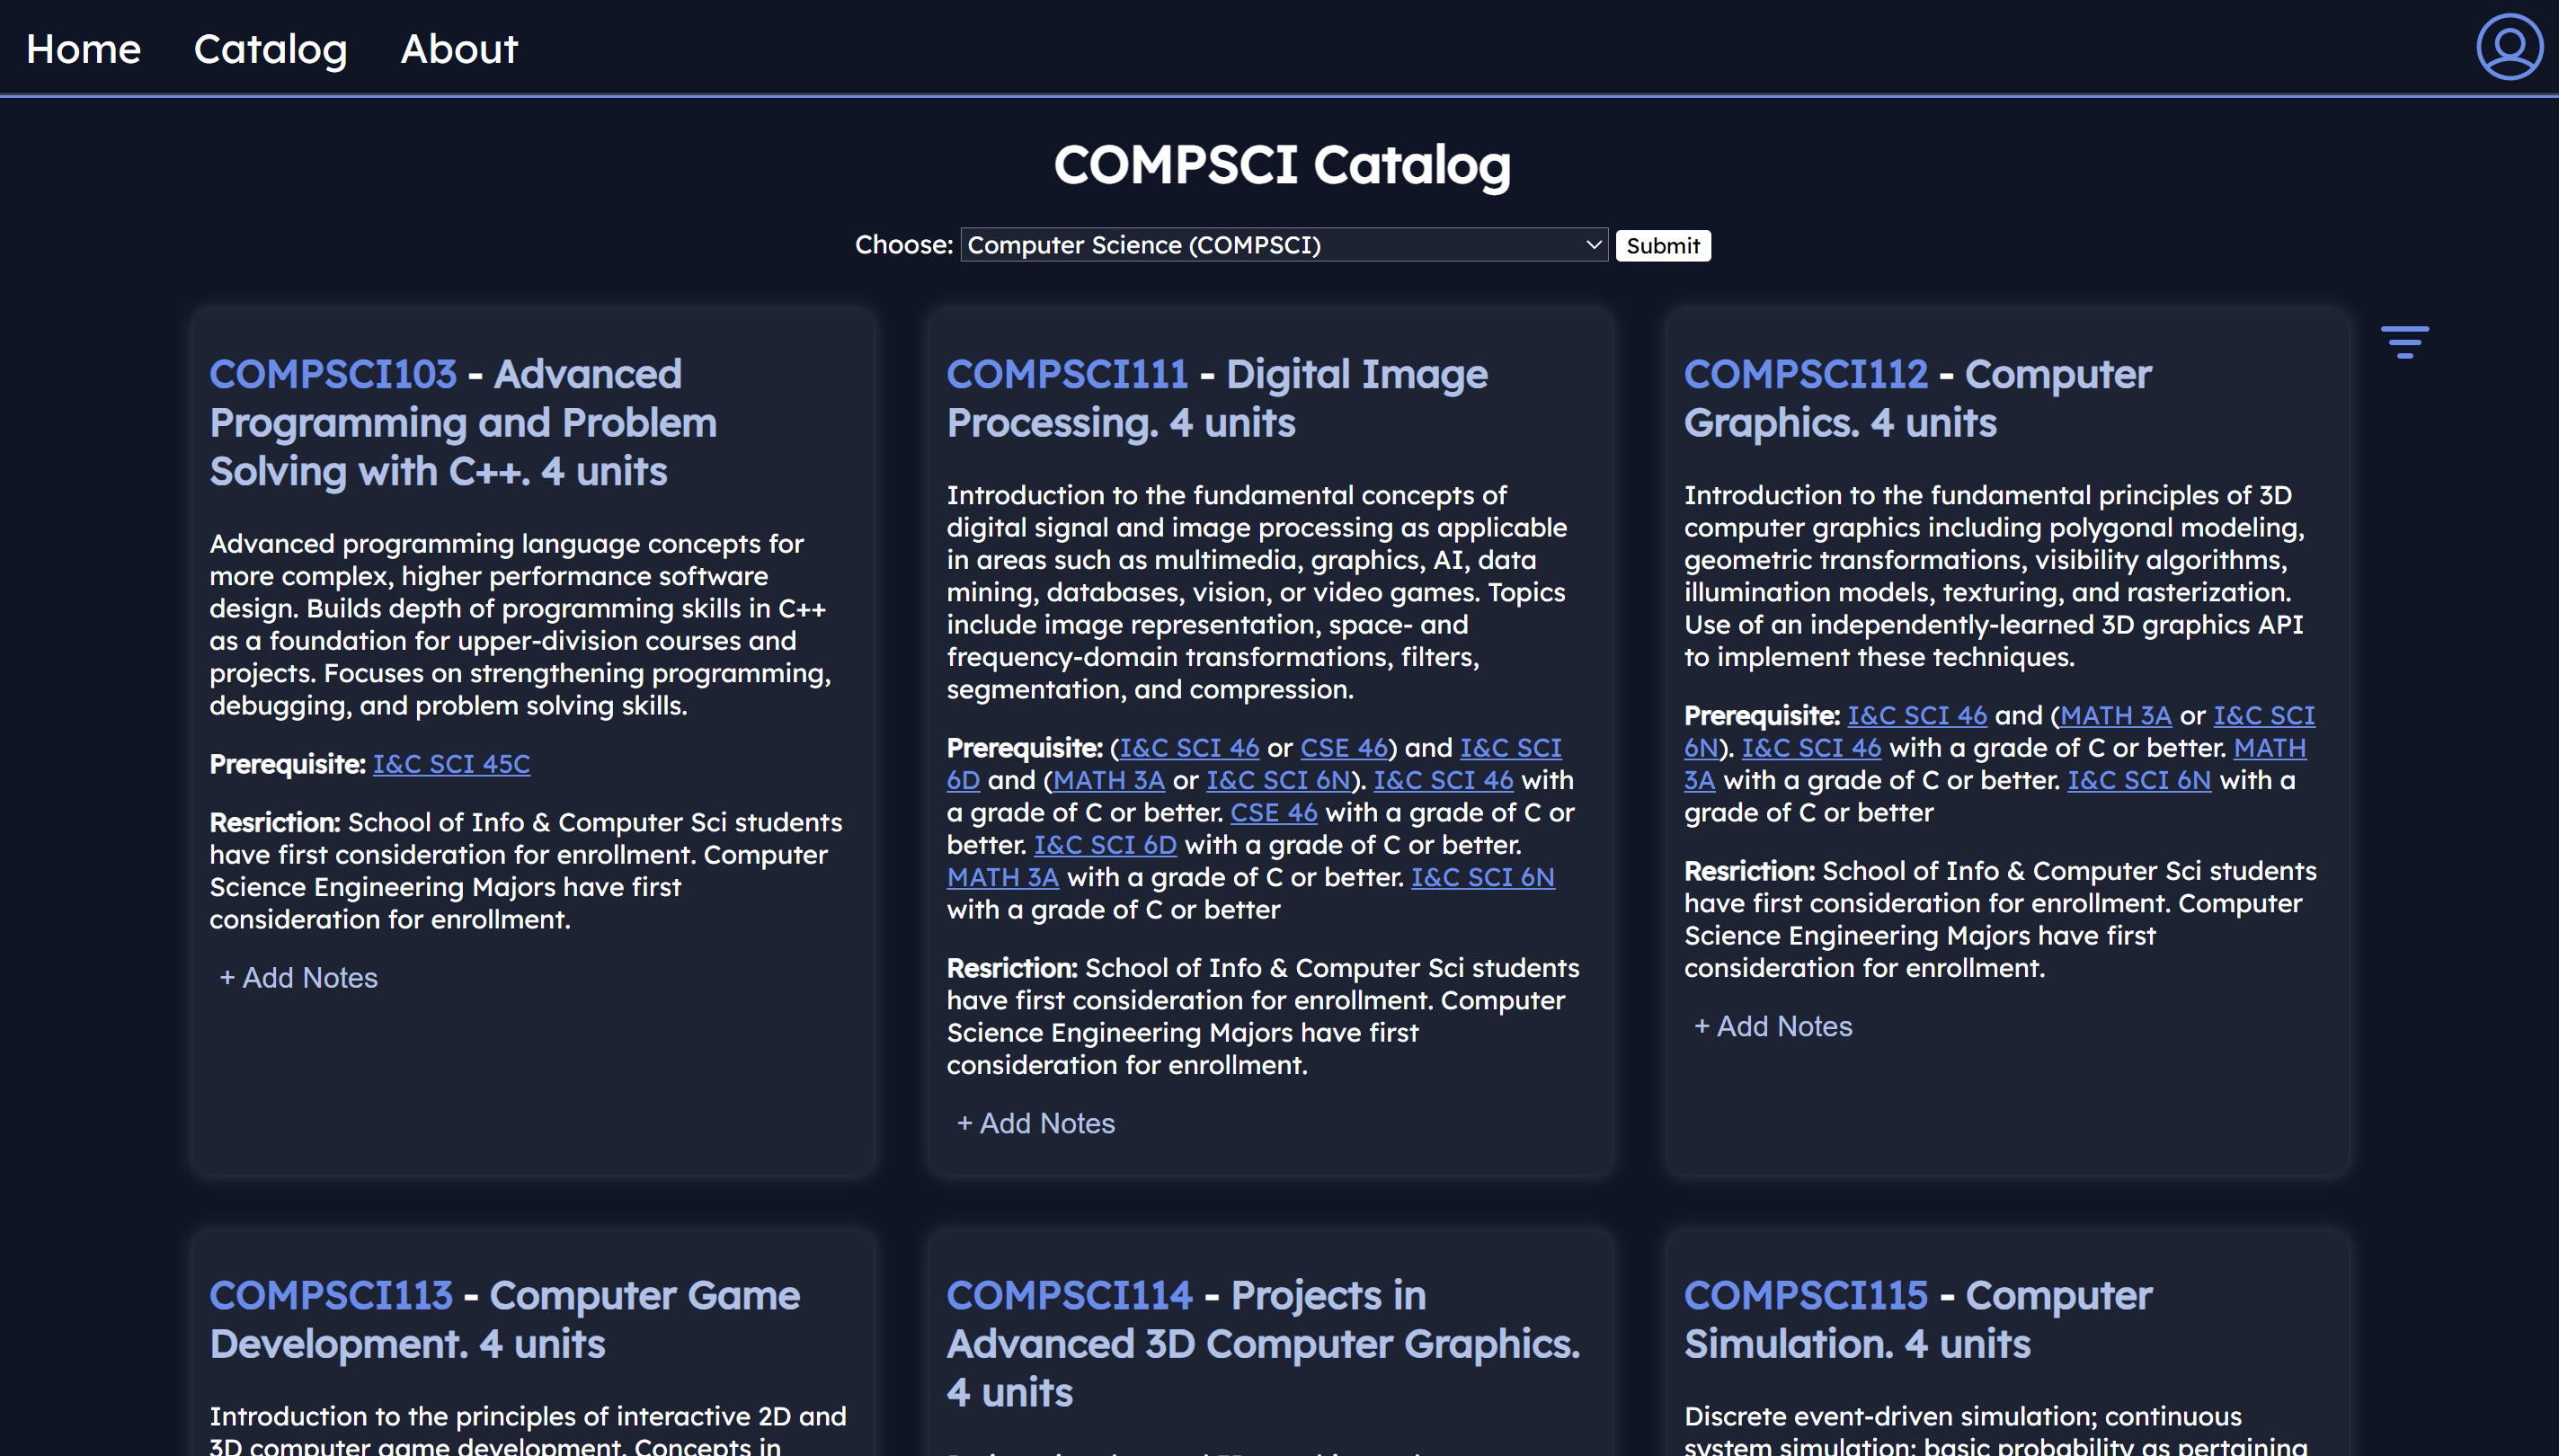 Home Catalog About
COMPSCI Catalog
Choose: Computer Science (COMPSCI) Submit
COMPSCI103 - Advanced
Programming and Problem
Solving with C++. 4 units
Advanced programming language concepts for
more complex, higher performance software
design. Builds depth of programming skills in C++
as a foundation for upper-division courses and
projects. Focuses on strengthening programming,
debugging, and problem solving skills.
Prerequisite: I&C SCI 45C
Resriction: School of Info & Computer Sci students
have first consideration for enrollment. Computer
Science Engineering Majors have first
consideration for enrollment.
+ Add Notes
COMPSCI111 - Digital Image
Processing. 4 units
Introduction to the fundamental concepts of
digital signal and image processing as applicable
in areas such as multimedia, graphics, AI, data
mining, databases, vision, or video games. Topics
include image representation, space- and
frequency-domain transformations, filters,
segmentation, and compression.
Prerequisite: (I&C SCI 46 or CSE 46) and I&C SCI
6D and (MATH 3A or I&C SCI 6N). I&C SCI 46 with
a grade of C or better. CSE 46 with a grade of C or
better. I&C SCI 6D with a grade of C or better.
MATH 3A with a grade of C or better. I&C SCI 6N
with a grade of C or better
Resriction: School of Info & Computer Sci students
have first consideration for enrollment. Computer
Science Engineering Majors have first
consideration for enrollment.
+ Add Notes
COMPSCI112 - Computer
Graphics. 4 units
Introduction to the fundamental principles of 3D
computer graphics including polygonal modeling,
geometric transformations, visibility algorithms,
illumination models, texturing, and rasterization.
Use of an independently-learned 3D graphics API
to implement these techniques.
Prerequisite: I&C SCI 46 and (MATH 3A or I&C SCI
6N). I&C SCI 46 with a grade of C or better. MATH
3A with a grade of C or better. I&C SCI 6N with a
grade of C or better
Resriction: School of Info & Computer Sci students
have first consideration for enrollment. Computer
Science Engineering Majors have first
consideration for enrollment.
+ Add Notes
COMPSCI113 - Computer Game
Development. 4 units
Introduction to the principles of interactive 2D and
3D computer game development. Concepts in
COMPSCI114 - Projects in
Advanced 3D Computer Graphics.
4 units
COMPSCI115 - Computer
Simulation. 4 units
Discrete event-driven simulation; continuous
system simulation; basic probability as pertaining